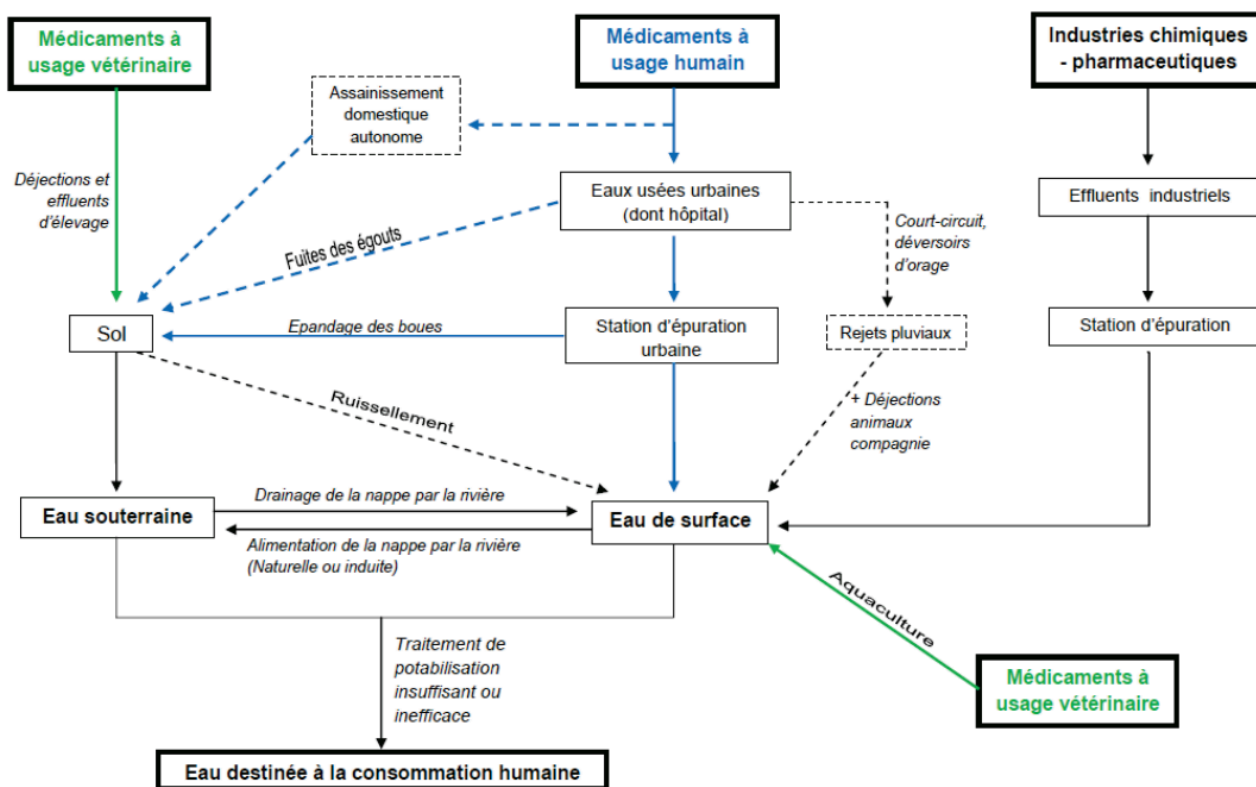 Médicaments à
usage vétérinaire
Médicaments à
usage humain
Industries chimiques
- pharmaceutiques
Assainissement
domestique
autonome
Déjections et
effluents
d'élevage
Eaux usées urbaines
(dont hôpital)
Effluents industriels
Court-circuit,
déversoirs
d'orage
Fuites des égouts
Sol
Epandage des boues
Station d'épuration
urbaine
Rejets pluviaux
Station d'épuration
Ruissellement
+ Déjections
animaux
compagnie
Drainage de la nappe par la rivière
Eau souterraine
Eau de surface
Alimentation de la nappe par la rivière
(Naturelle ou induite)
Aquaculture
Traitement de
potabilisation
insuffisant ou
inefficace
Médicaments à
usage vétérinaire
Eau destinée à la consommation humaine